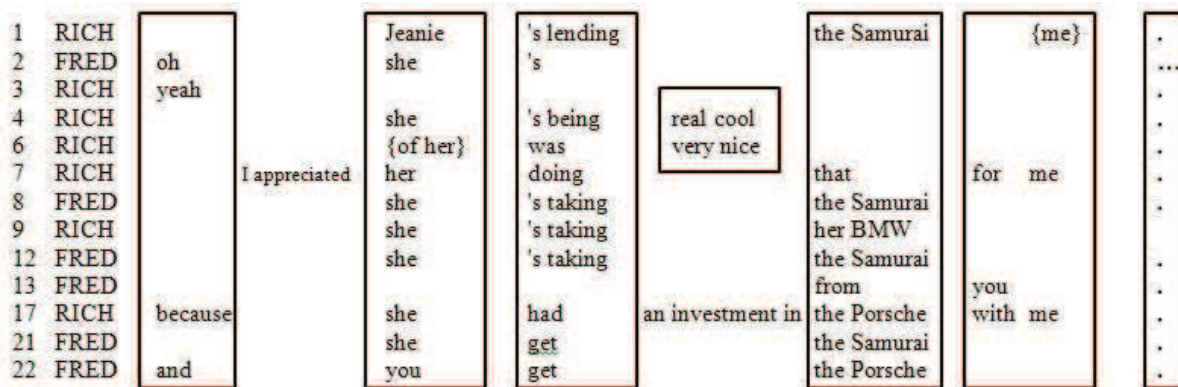 1 RICH Jeanie 's lending the Samurai {me} .
2 FRED oh she 's ...
3 RICH yeah .
4 RICH she 's being real cool .
6 RICH {of her} was very nice .
7 RICH I appreciated her doing that for me .
8 FRED she 's taking the Samurai .
9 RICH she 's taking her BMW
12 FRED she 's taking the Samurai .
13 FRED from you .
17 RICH because she had an investment in the Porsche with me .
21 FRED she get the Samurai .
22 FRED and you get the Porsche .